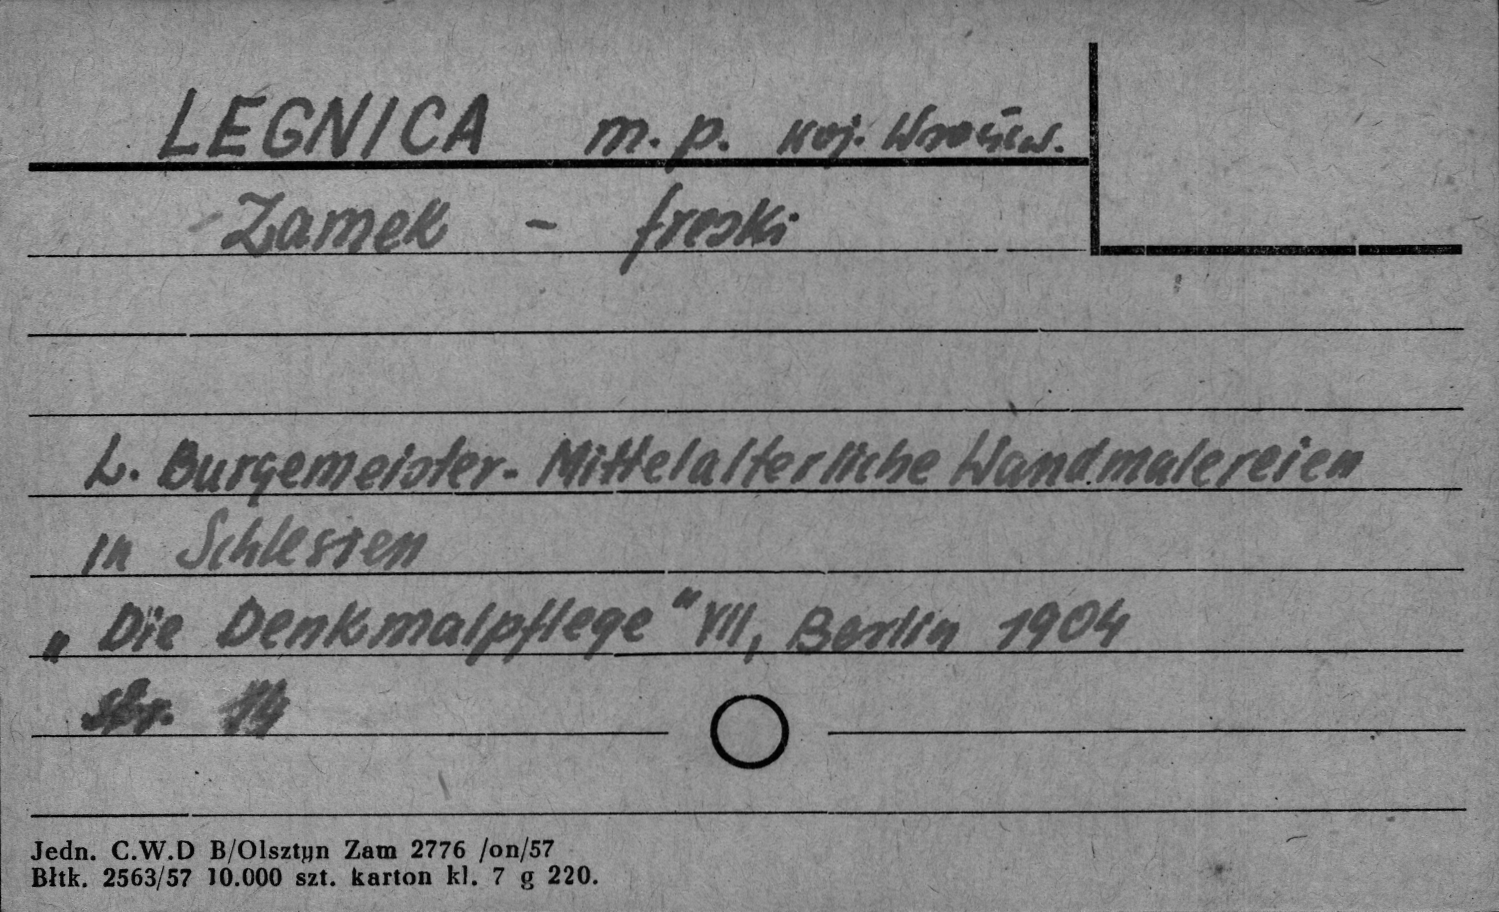 LEGNICA m. p. woj. Wrocław.
Zamek - freski
L. Burgemeister - Mittelalterliche Wandmalereien
in Schlesien
„Die Denkmalpflege" VII, Berlin 1904
str. 14
Jedn. C.W.D B/Olsztyn Zam 2776 /on/57
Błtk. 2563/57 10.000 szt. karton kl. 7 g 220.